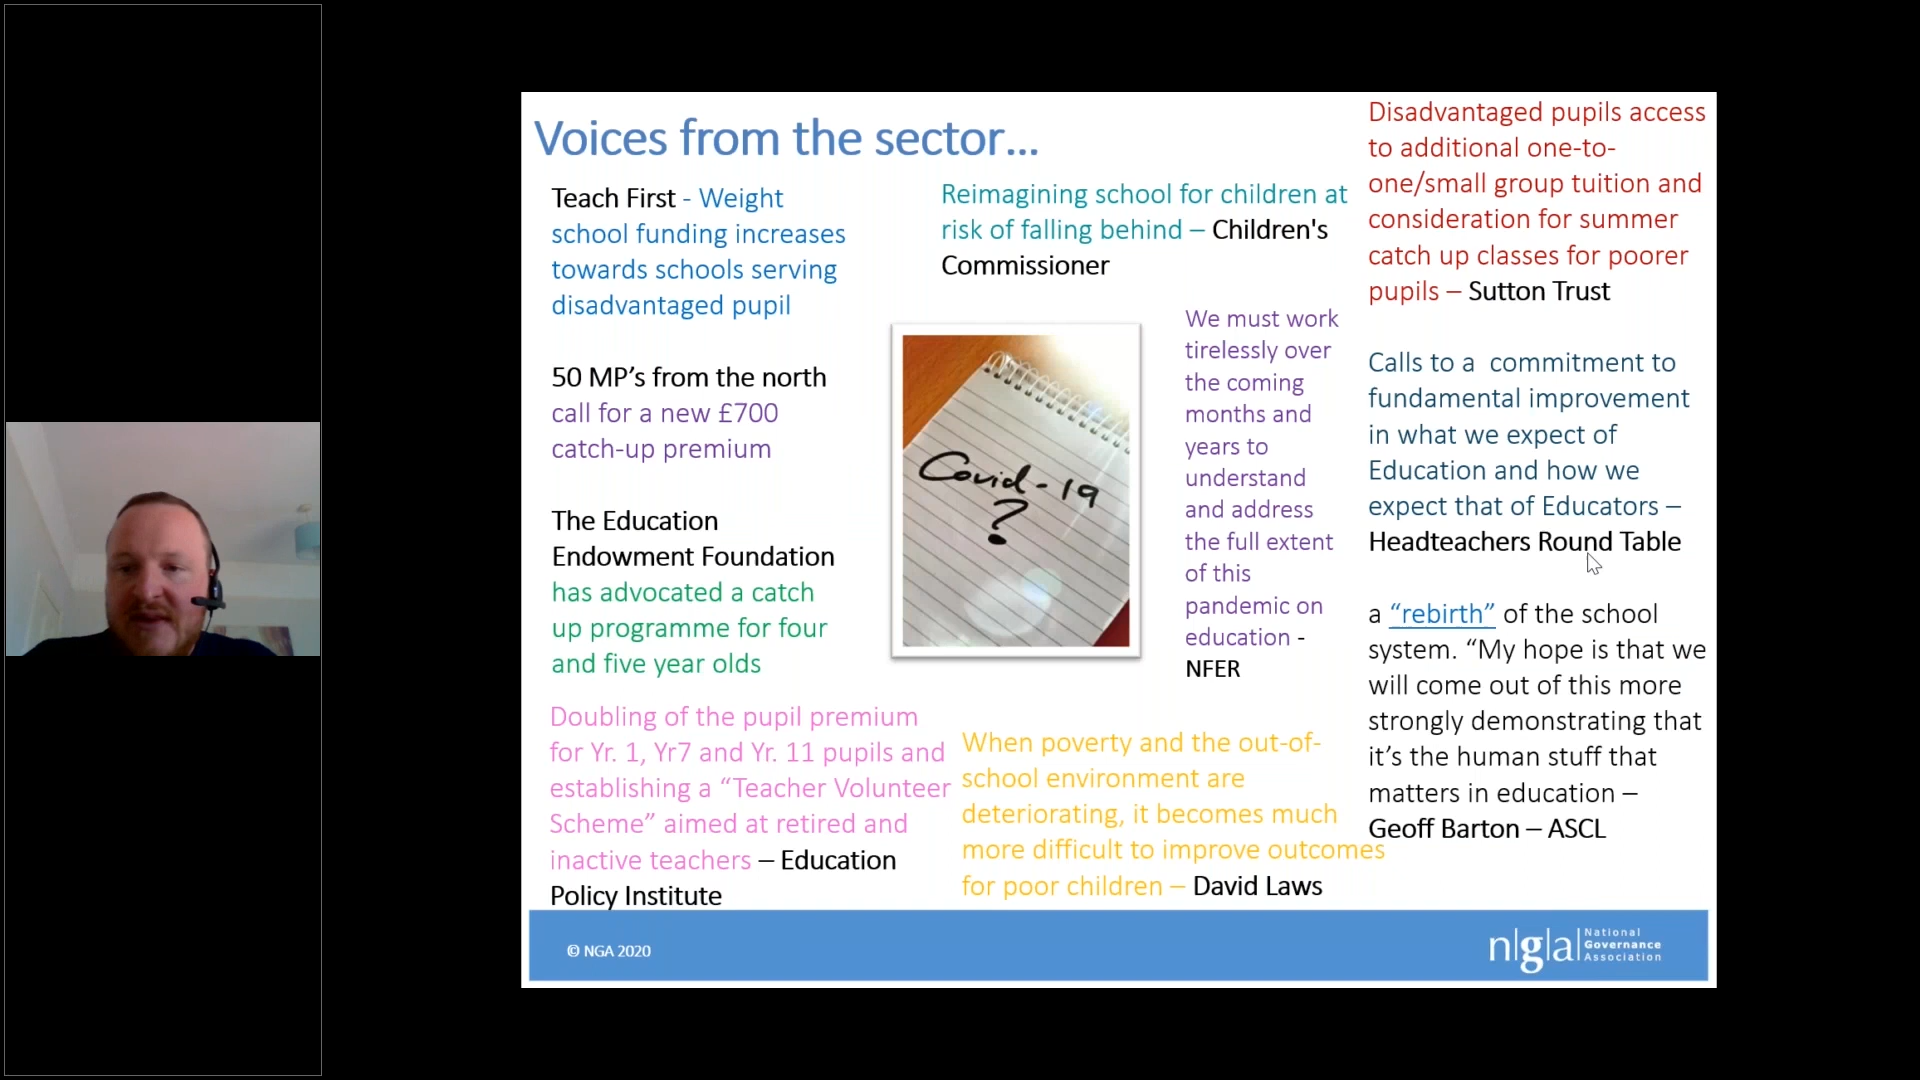 Voices from the sector...
Teach First - Weight
school funding increases
towards schools serving
disadvantaged pupil
50 MP’s from the north
call for a new £700
catch-up premium
The Education
Endowment Foundation
has advocated a catch
up programme for four
and five year olds
Doubling of the pupil premium
for Yr. 1, Yr7 and Yr. 11 pupils and
establishing a “Teacher Volunteer
Scheme” aimed at retired and
inactive teachers – Education
Policy Institute
Reimagining school for children at
risk of falling behind – Children's
Commissioner
Covid-19
?
We must work
tirelessly over
the coming
months and
years to
understand
and address
the full extent
of this
pandemic on
education -
NFER
When poverty and the out-of-
school environment are
deteriorating, it becomes much
more difficult to improve outcomes
for poor children – David Laws
Disadvantaged pupils access
to additional one-to-
one/small group tuition and
consideration for summer
catch up classes for poorer
pupils – Sutton Trust
Calls to a  commitment to
fundamental improvement
in what we expect of
Education and how we
expect that of Educators –
Headteachers Round Table
a “rebirth” of the school
system. “My hope is that we
will come out of this more
strongly demonstrating that
it’s the human stuff that
matters in education –
Geoff Barton – ASCL
© NGA 2020
n|g|a|
National
Governance
Association